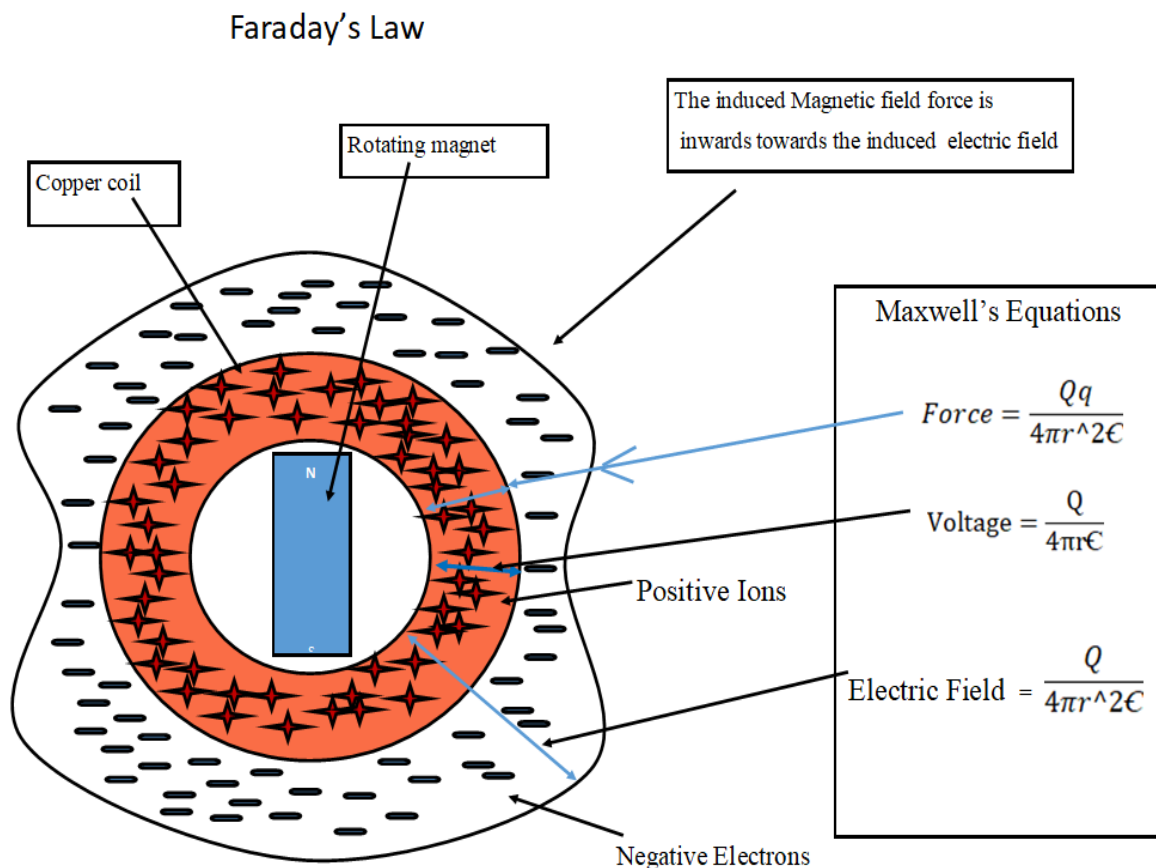 Faraday's Law
The induced Magnetic field force is
inwards towards the induced electric field
Rotating magnet
Copper coil
N
S
Maxwell's Equations
Force = Qq / 4πr^2€
Voltage = Q / 4πr€
Positive Ions
Electric Field = Q / 4πr^2€
Negative Electrons